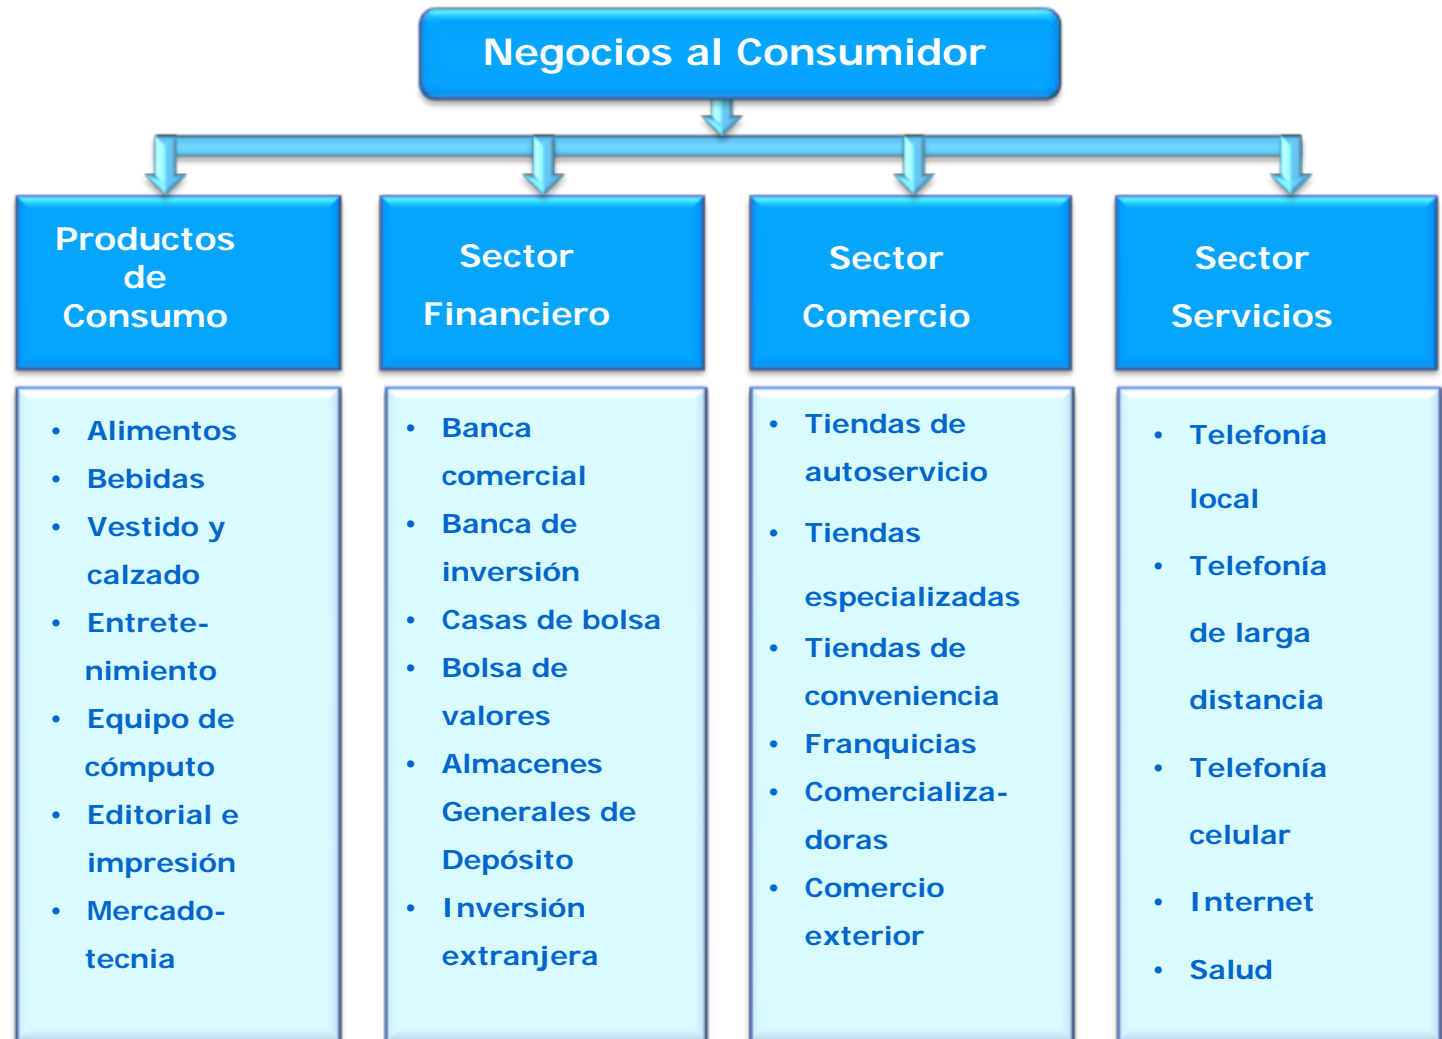 Negocios al Consumidor
Productos
de
Consumo
Sector
Financiero
Sector
Comercio
Sector
Servicios
• Alimentos
• Bebidas
• Vestido y
calzado
• Entrete-
nimiento
• Equipo de
cómputo
• Editorial e
impresión
• Mercado-
tecnia
• Banca
comercial
• Banca de
inversión
• Casas de bolsa
• Bolsa de
valores
• Almacenes
Generales de
Depósito
• Inversión
extranjera
• Tiendas de
autoservicio
• Tiendas
especializadas
• Tiendas de
conveniencia
• Franquicias
• Comercializa-
doras
• Comercio
exterior
• Telefonía
local
• Telefonía
de larga
distancia
• Telefonía
celular
• Internet
• Salud